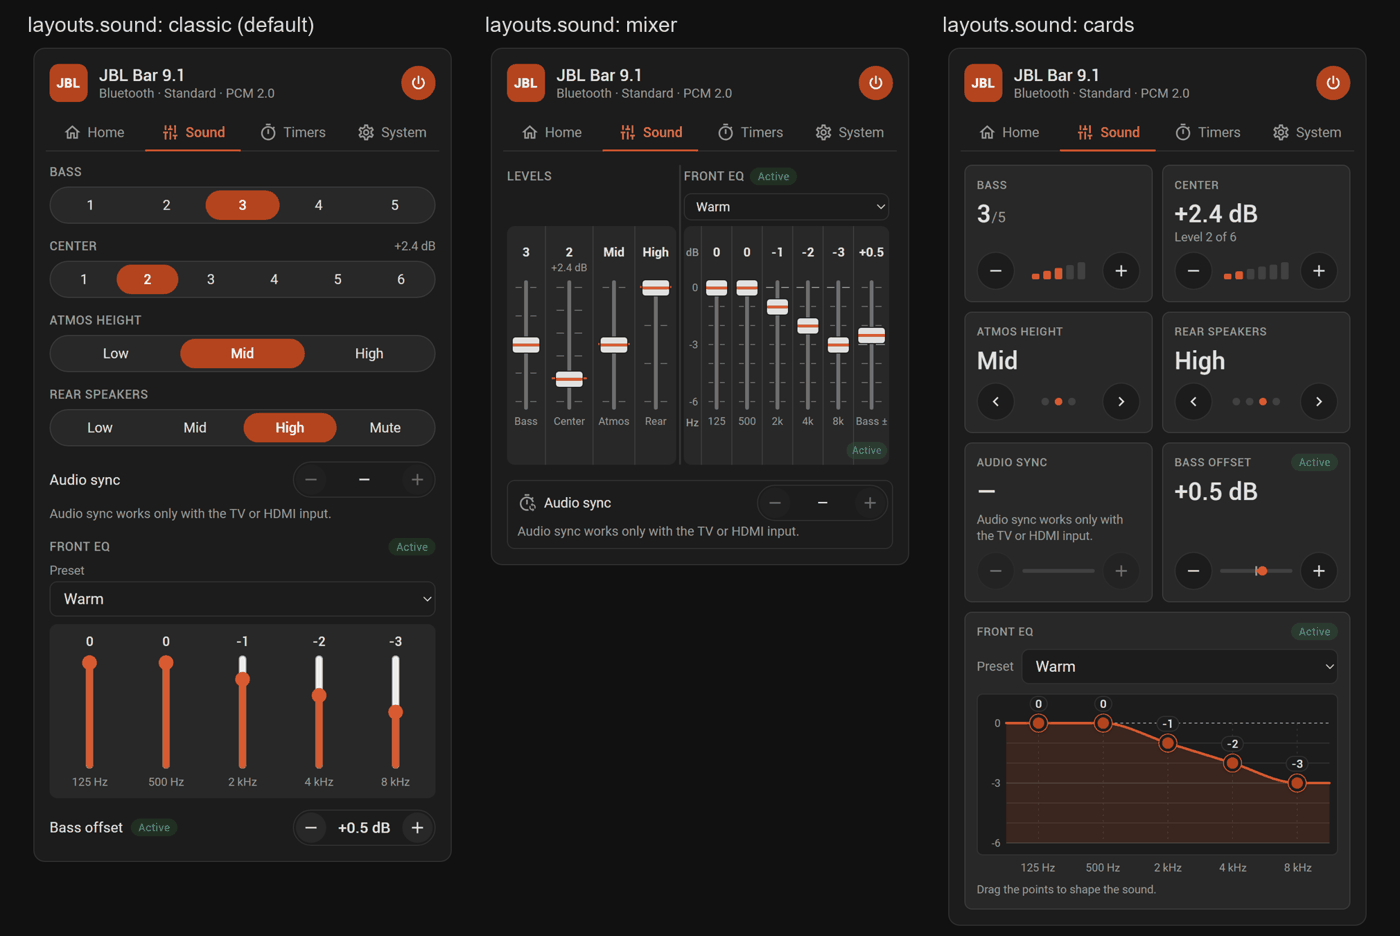 layouts.sound: classic (default)
JBL
JBL Bar 9.1
Bluetooth · Standard · PCM 2.0
Home Sound Timers System
BASS
1 2 3 4 5
CENTER +2.4 dB
1 2 3 4 5 6
ATMOS HEIGHT
Low Mid High
REAR SPEAKERS
Low Mid High Mute
Audio sync − –  +
Audio sync works only with the TV or HDMI input.
FRONT EQ Active
Preset
Warm
0 0 -1 -2 -3
125 Hz 500 Hz 2 kHz 4 kHz 8 kHz
Bass offset Active − +0.5 dB +
layouts.sound: mixer
JBL
JBL Bar 9.1
Bluetooth · Standard · PCM 2.0
Home Sound Timers System
LEVELS
3 2 Mid High
+2.4 dB
Bass Center Atmos Rear
FRONT EQ Active
Warm
dB 0 0 -1 -2 -3 +0.5
0
-3
-6
Hz 125 500 2k 4k 8k Bass ±
Active
Audio sync − – +
Audio sync works only with the TV or HDMI input.
layouts.sound: cards
JBL
JBL Bar 9.1
Bluetooth · Standard · PCM 2.0
Home Sound Timers System
BASS
3/5
− +
CENTER
+2.4 dB
Level 2 of 6
− +
ATMOS HEIGHT
Mid
‹ ›
REAR SPEAKERS
High
‹ ›
AUDIO SYNC
–
Audio sync works only with
the TV or HDMI input.
− +
BASS OFFSET Active
+0.5 dB
− +
FRONT EQ Active
Preset Warm
0 0 -1 -2 -3
0
-3
-6
125 Hz 500 Hz 2 kHz 4 kHz 8 kHz
Drag the points to shape the sound.